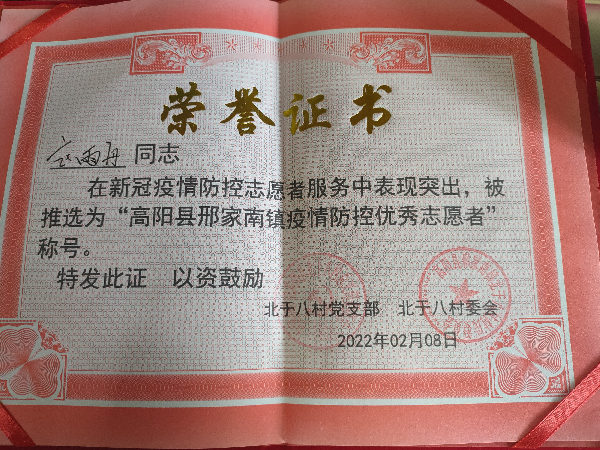 荣誉证书
雨丹 同志
在新冠疫情防控志愿者服务中表现突出，被
推选为“高阳县邢家南镇疫情防控优秀志愿者”
称号。
特发此证 以资鼓励
北于八村党支部 北于八村委会
2022年02月08日